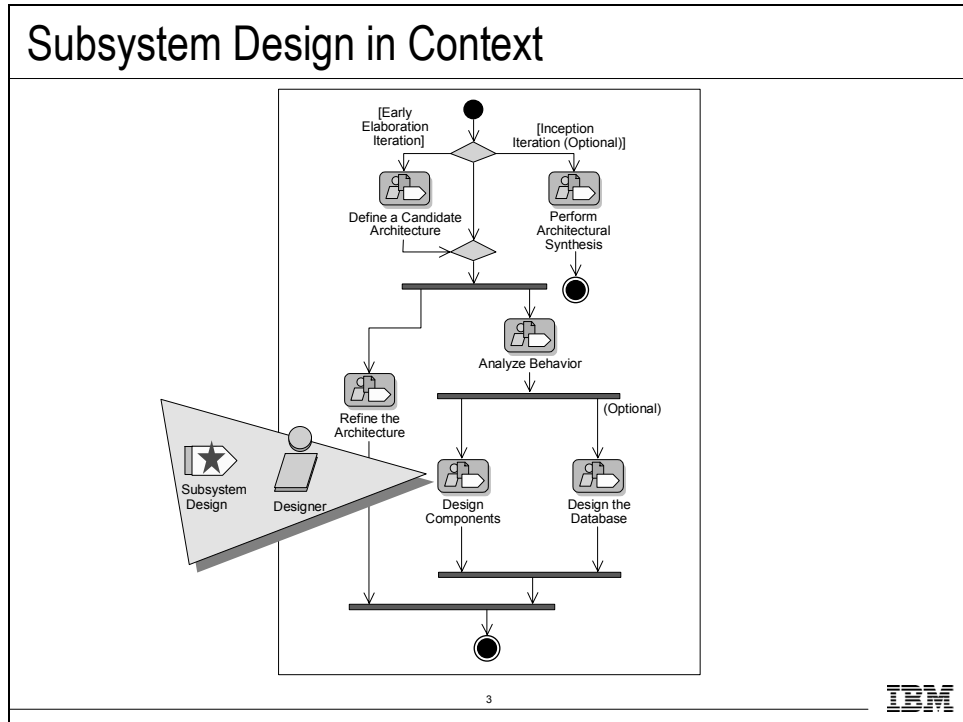 Subsystem Design in Context
[Early
Elaboration
Iteration]
[Inception
Iteration (Optional)]
Define a Candidate
Architecture
Perform
Architectural
Synthesis
Analyze Behavior
Refine the
Architecture
(Optional)
Subsystem
Design
Designer
Design
Components
Design the
Database
3
IBM